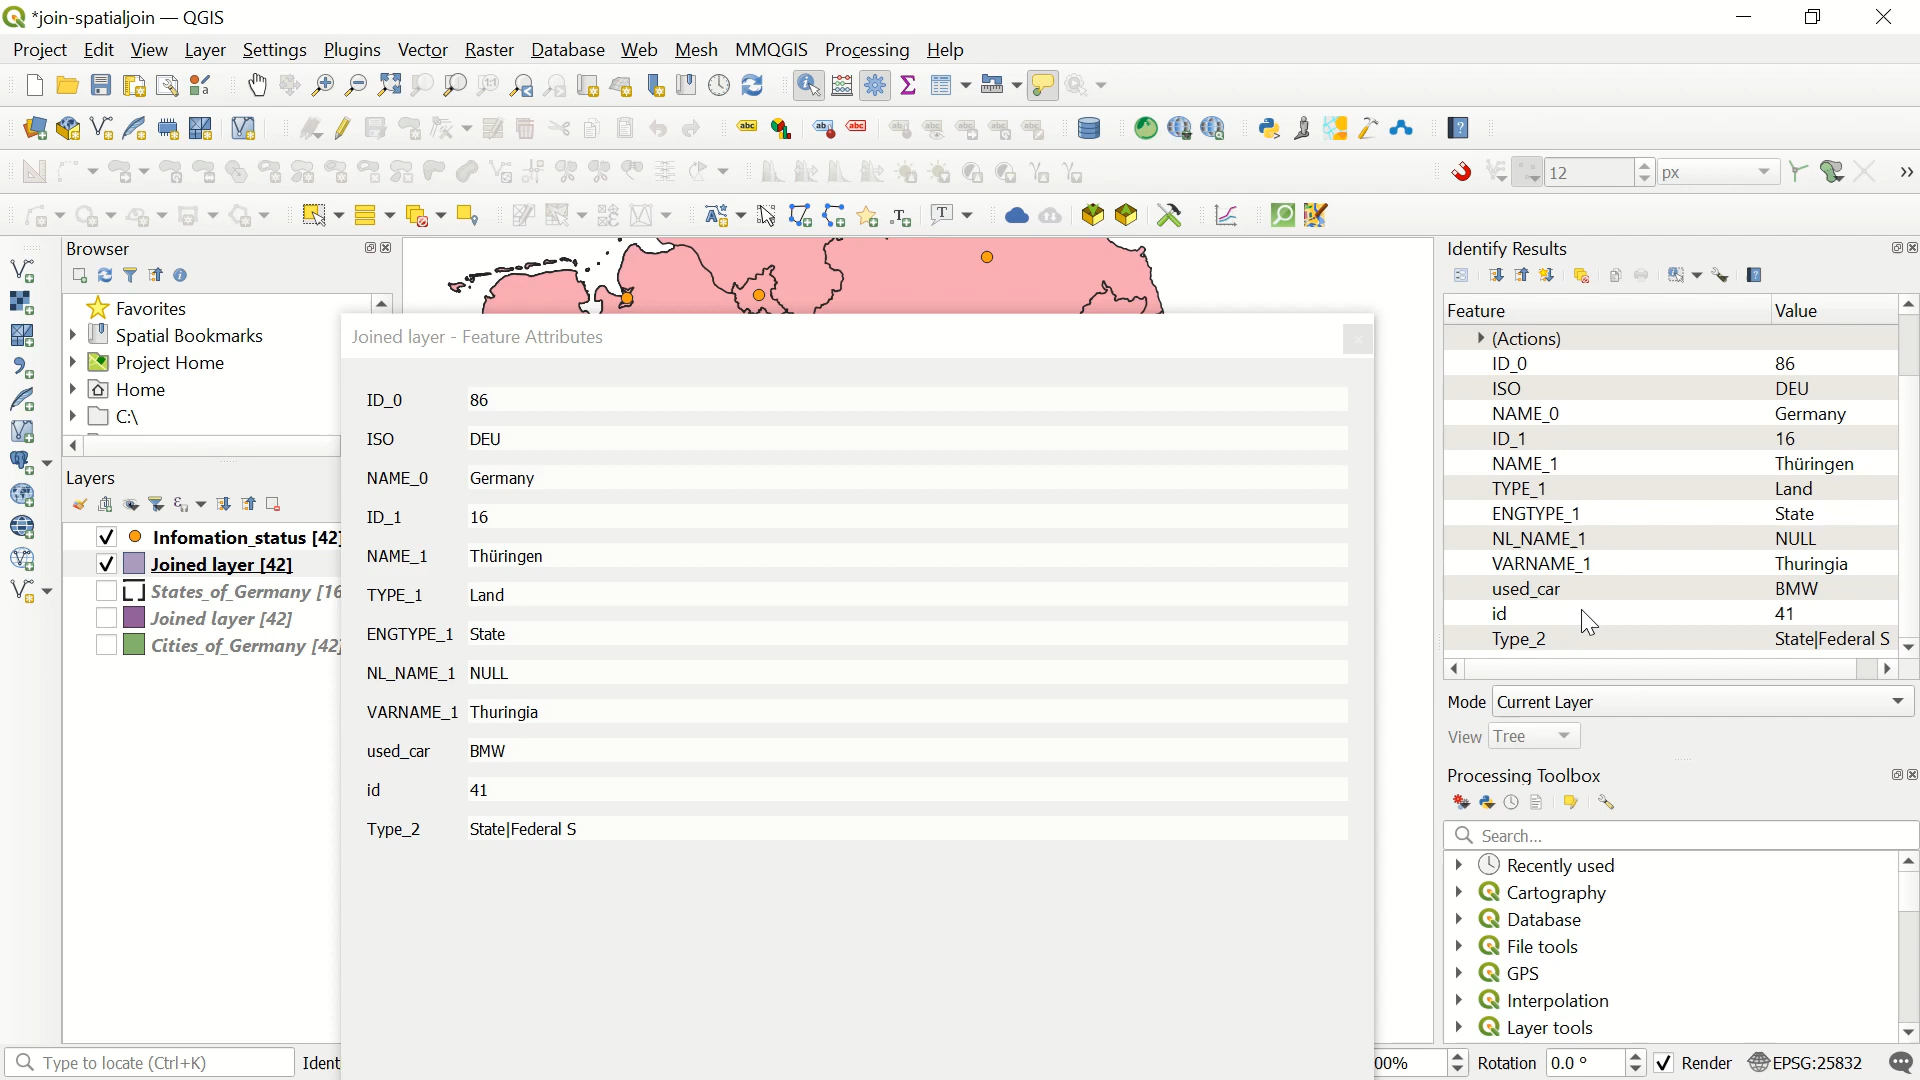 *join-spatialjoin — QGIS
Project Edit View Layer Settings Plugins Vector Raster Database Web Mesh MMQGIS Processing Help
12 px
Browser
Favorites
Spatial Bookmarks
Project Home
Home
C:\
Layers
Infomation_status [42]
Joined layer [42]
States_of_Germany [16
Joined layer [42]
Cities_of_Germany [42]
Joined layer - Feature Attributes
ID_0 86
ISO DEU
NAME_0 Germany
ID_1 16
NAME_1 Thüringen
TYPE_1 Land
ENGTYPE_1 State
NL_NAME_1 NULL
VARNAME_1 Thuringia
used_car BMW
id 41
Type_2 State|Federal S
Identify Results
Feature Value
(Actions)
ID_0 86
ISO DEU
NAME_0 Germany
ID_1 16
NAME_1 Thüringen
TYPE_1 Land
ENGTYPE_1 State
NL_NAME_1 NULL
VARNAME_1 Thuringia
used_car BMW
id 41
Type_2 State|Federal S
Mode Current Layer
View Tree
Processing Toolbox
Search...
Recently used
Cartography
Database
File tools
GPS
Interpolation
Layer tools
Type to locate (Ctrl+K) Ident
00% Rotation 0.0 ° Render EPSG:25832